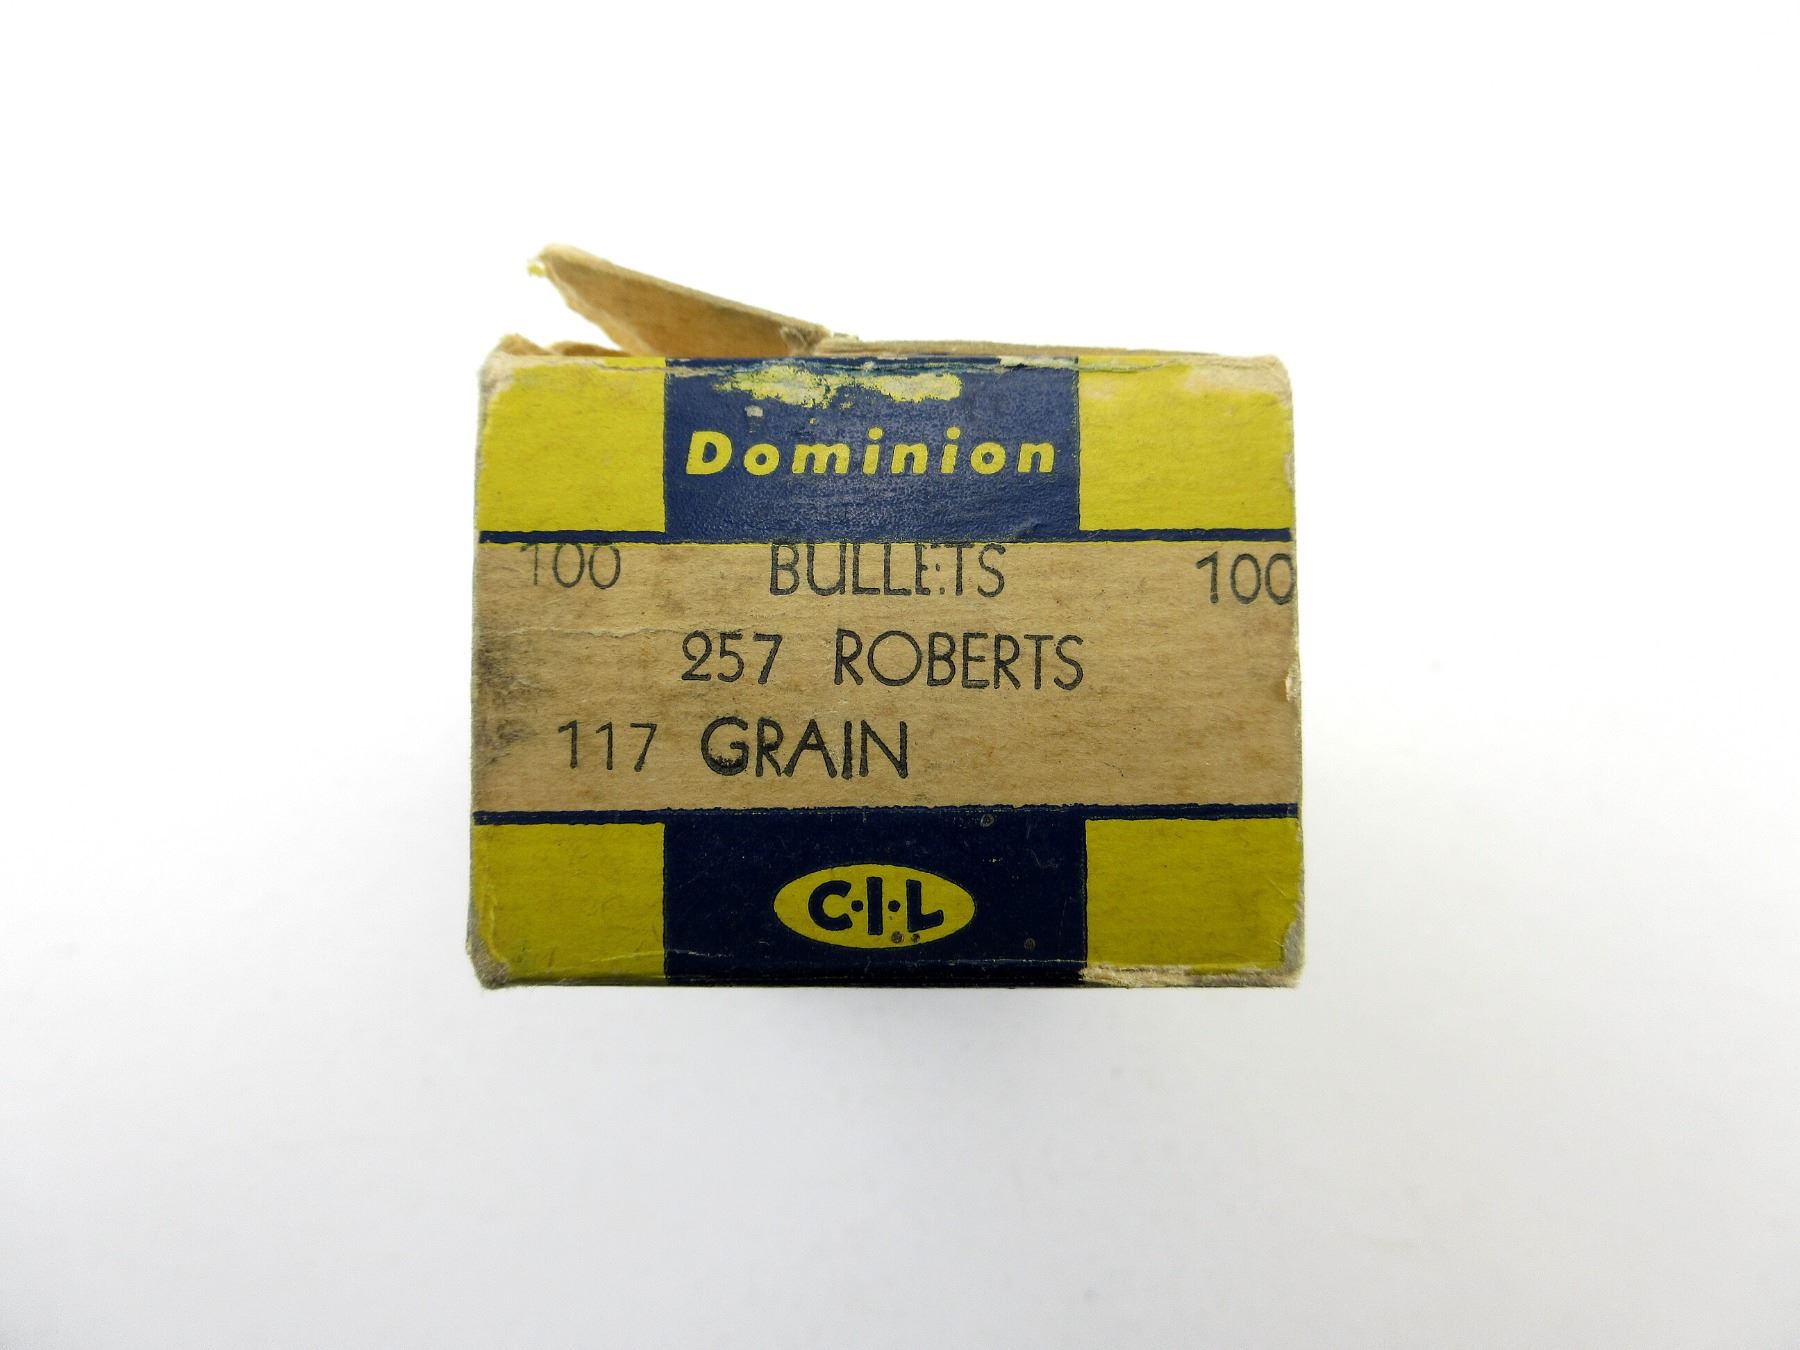 Dominion
100 BULLETS 100
257 ROBERTS
117 GRAIN
C·I·L